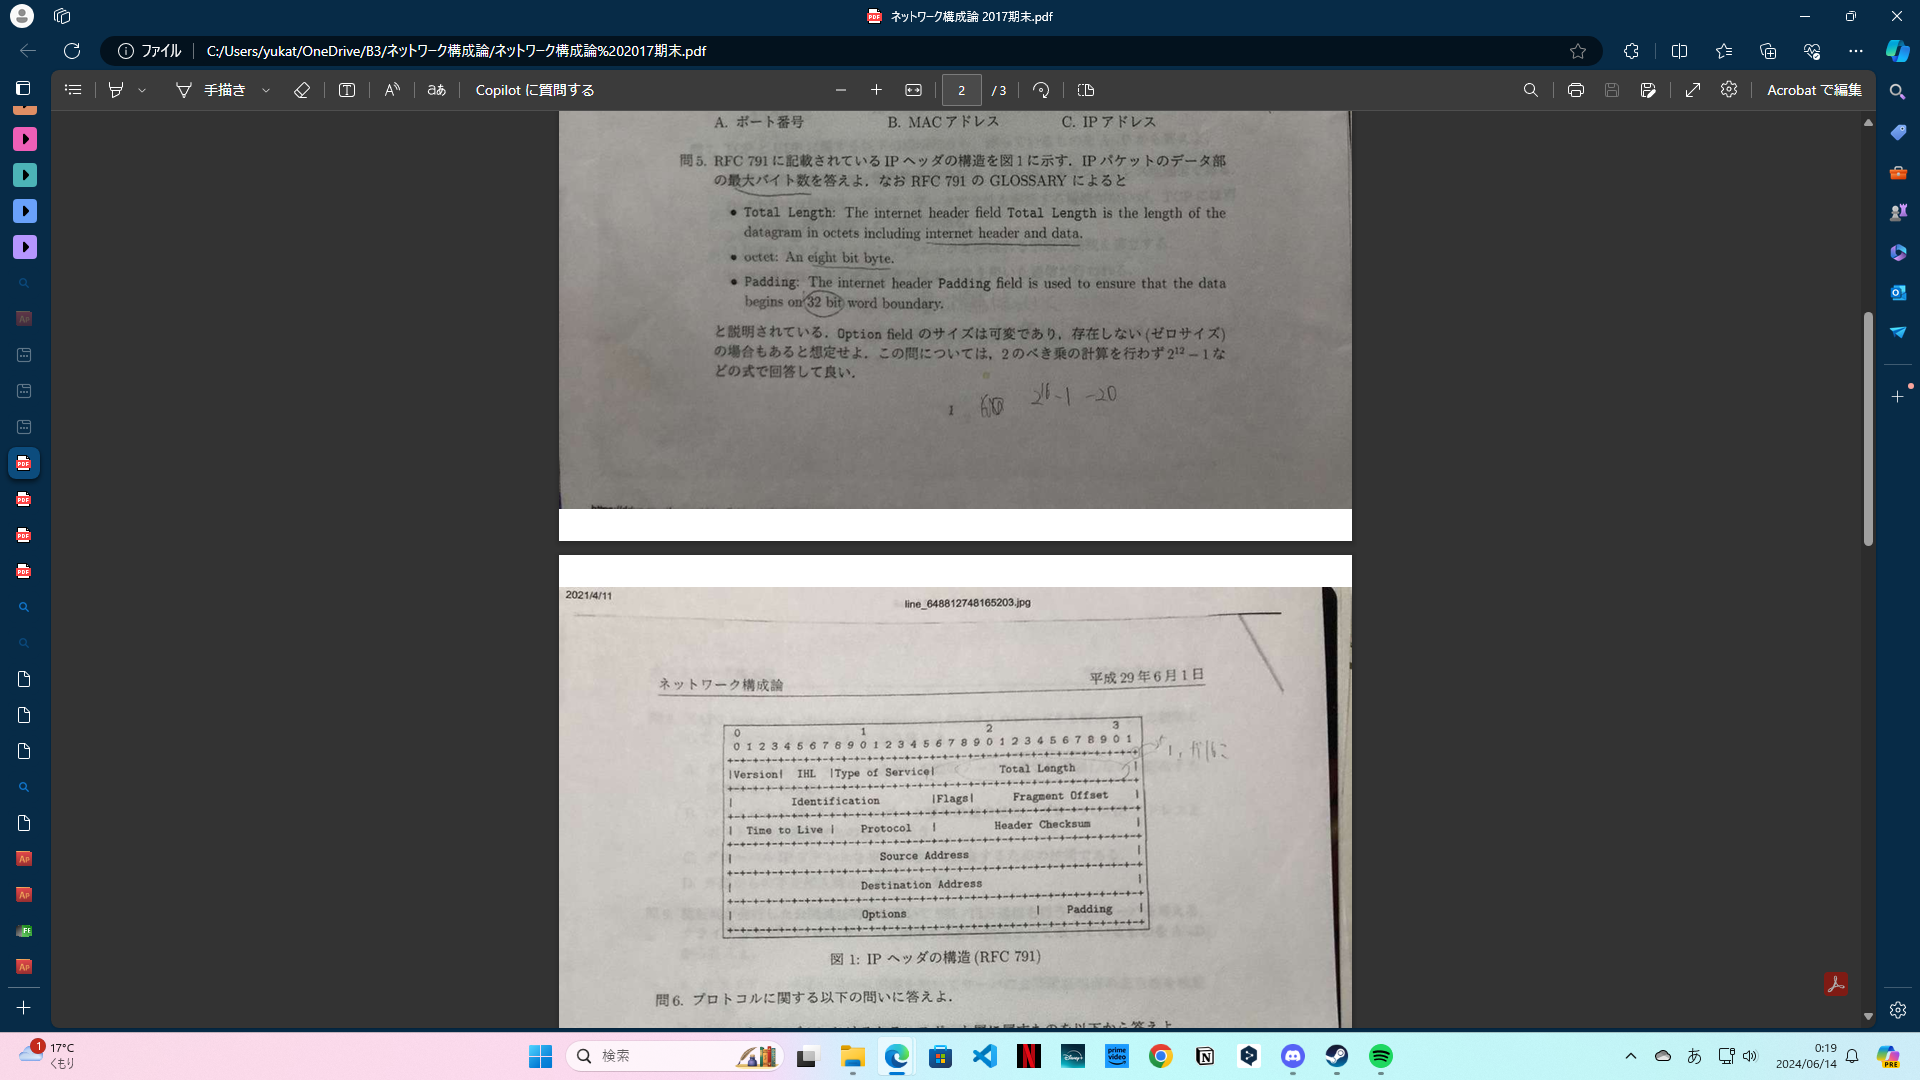 ネットワーク構成論 2017期末.pdf
ファイル
C:/Users/yukat/OneDrive/B3/ネットワーク構成論/ネットワーク構成論%202017期末.pdf
手描き
aあ
Copilot に質問する
2
/ 3
Acrobat で編集
A. ポート番号 B. MAC アドレス C. IP アドレス
問 5. RFC 791 に記載されている IP ヘッダの構造を図 1 に示す. IP パケットのデータ部
の最大バイト数を答えよ. なお RFC 791 の GLOSSARY によると
• Total Length: The internet header field Total Length is the length of the
datagram in octets including internet header and data.
• octet: An eight bit byte.
• Padding: The internet header Padding field is used to ensure that the data
begins on 32 bit word boundary.
と説明されている. Option field のサイズは可変であり, 存在しない (ゼロサイズ)
の場合もあると想定せよ. この問については, 2 のべき乗の計算を行わず 2¹² − 1 な
どの式で回答して良い.
1
2¹⁶-1 -20
2021/4/11
line_648812748165203.jpg
ネットワーク構成論
平成 29 年 6 月 1 日
0 1 2 3
0 1 2 3 4 5 6 7 8 9 0 1 2 3 4 5 6 7 8 9 0 1 2 3 4 5 6 7 8 9 0 1
+-+-+-+-+-+-+-+-+-+-+-+-+-+-+-+-+-+-+-+-+-+-+-+-+-+-+-+-+-+-+-+-+
|Version| IHL |Type of Service| Total Length |
+-+-+-+-+-+-+-+-+-+-+-+-+-+-+-+-+-+-+-+-+-+-+-+-+-+-+-+-+-+-+-+-+
| Identification |Flags| Fragment Offset |
+-+-+-+-+-+-+-+-+-+-+-+-+-+-+-+-+-+-+-+-+-+-+-+-+-+-+-+-+-+-+-+-+
| Time to Live | Protocol | Header Checksum |
+-+-+-+-+-+-+-+-+-+-+-+-+-+-+-+-+-+-+-+-+-+-+-+-+-+-+-+-+-+-+-+-+
| Source Address |
+-+-+-+-+-+-+-+-+-+-+-+-+-+-+-+-+-+-+-+-+-+-+-+-+-+-+-+-+-+-+-+-+
| Destination Address |
+-+-+-+-+-+-+-+-+-+-+-+-+-+-+-+-+-+-+-+-+-+-+-+-+-+-+-+-+-+-+-+-+
| Options | Padding |
+-+-+-+-+-+-+-+-+-+-+-+-+-+-+-+-+-+-+-+-+-+-+-+-+-+-+-+-+-+-+-+-+
図 1: IP ヘッダの構造 (RFC 791)
問 6. プロトコルに関する以下の問いに答えよ.
1
17°C
くもり
検索
あ
0:19
2024/06/14